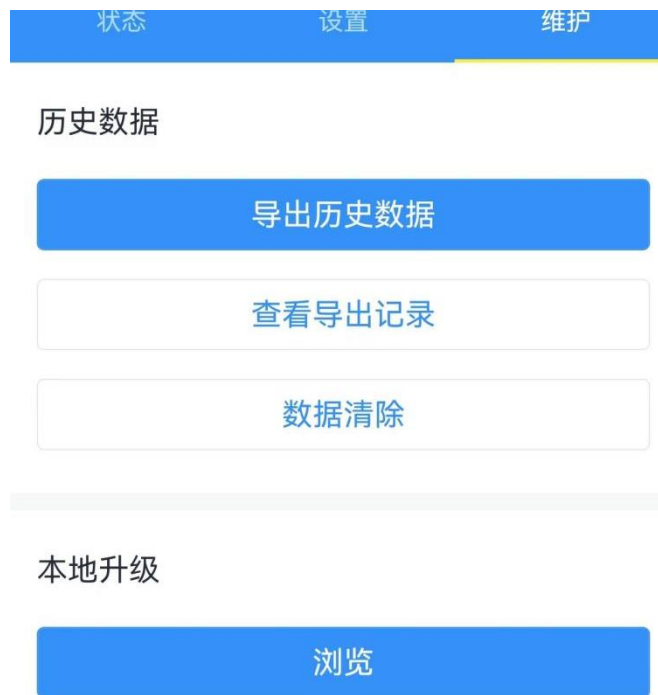 状态 设置 维护
历史数据
导出历史数据
查看导出记录
数据清除
本地升级
浏览